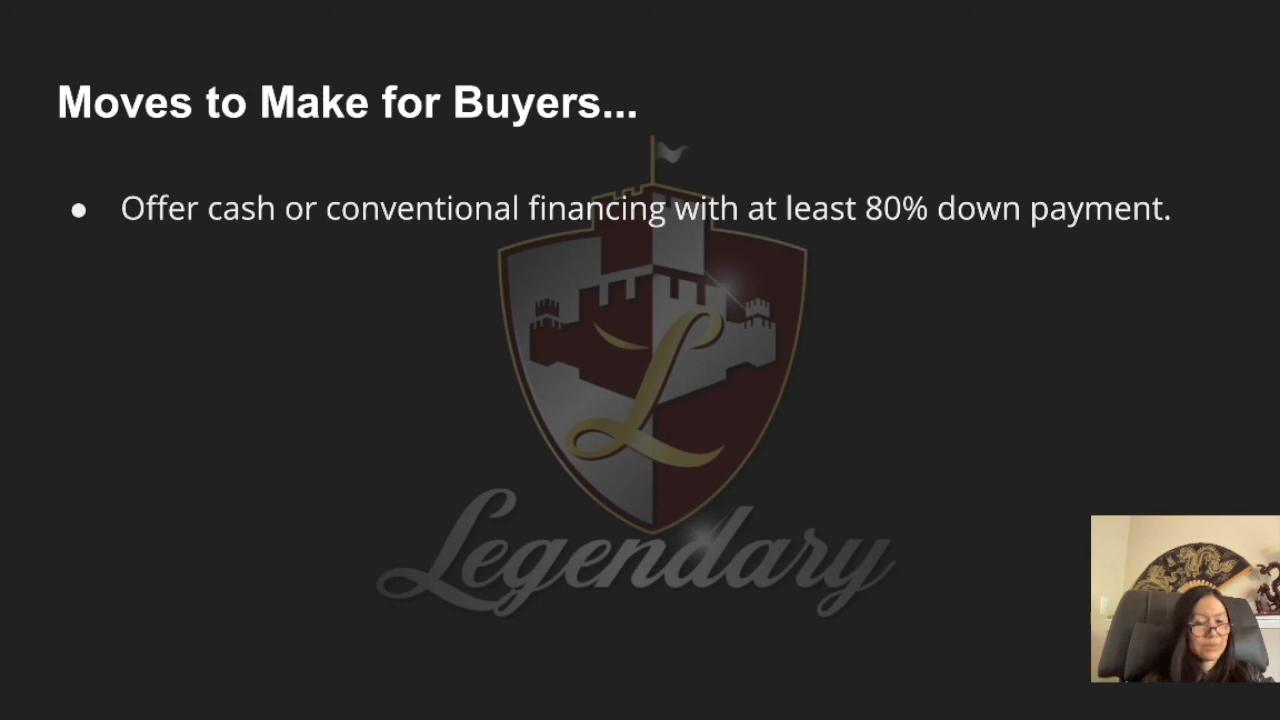 Moves to Make for Buyers...
● Offer cash or conventional financing with at least 80% down payment.
L
Legendary